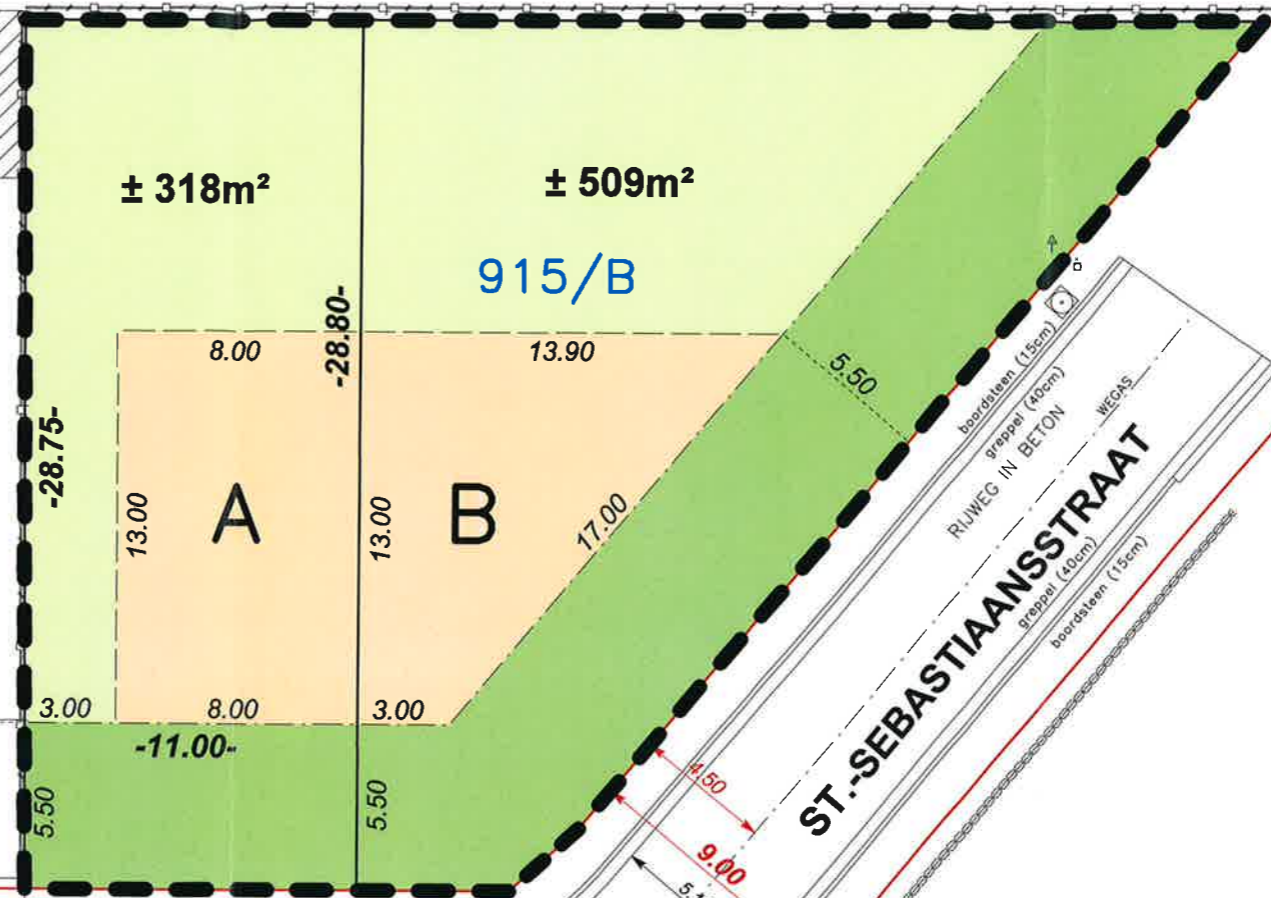 ± 318m²
± 509m²
915/B
-28.80-
8.00
13.90
5.50
-28.75-
13.00
A
13.00
B
17.00
3.00
8.00
3.00
-11.00-
5.50
5.50
boordsteen (15cm)
greppel (40cm)
RIJWEG IN BETON
WEGAS
ST.-SEBASTIAANSSTRAAT
greppel (40cm)
boordsteen (15cm)
4.50
9.00